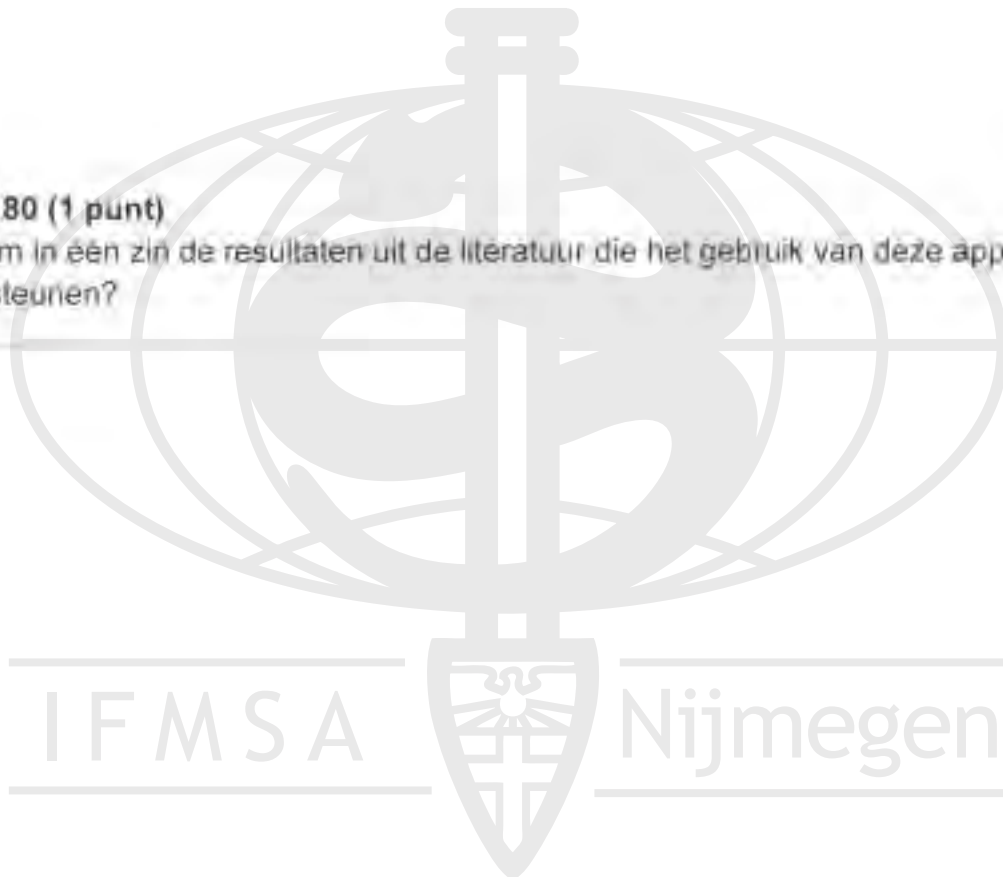 80 (1 punt)
m in één zin de resultaten uit de literatuur die het gebruik van deze app
steunen?
IFMSA Nijmegen